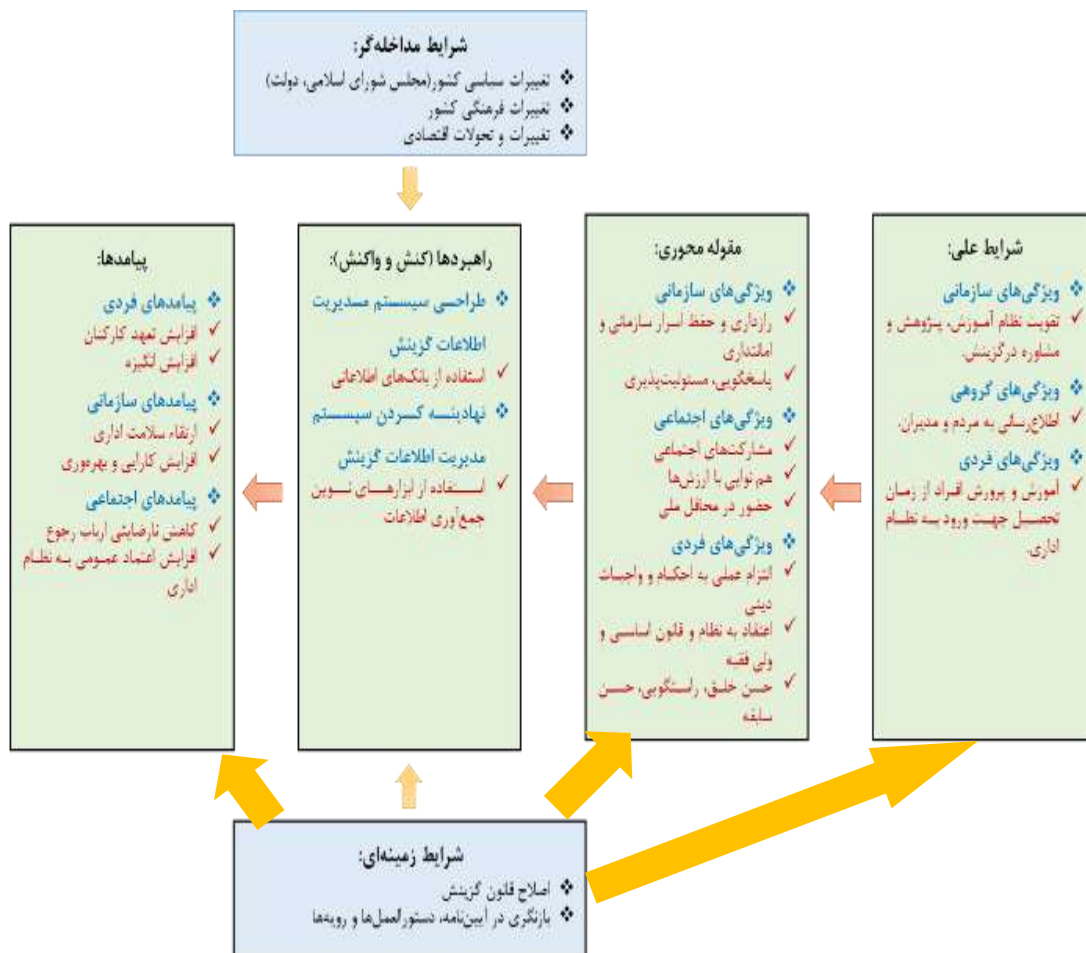 شرایط مداخله‌گر:
❖ تغییرات سیاسی کشور(مجلس شورای اسلامی، دولت)
❖ تغییرات فرهنگی کشور
❖ تغییرات و تحولات اقتصادی
شرایط علی:
❖ ویژگی‌های سازمانی
✓ تقویت نظام آموزش، پژوهش و
مشاوره در گزینش.
❖ ویژگی‌های گروهی
✓ اطلاع‌رسانی به مردم و مدیران.
❖ ویژگی‌های فردی
✓ آموزش و پرورش افراد از زمان
تحصیل جهت ورود به نظام
اداری.
مقوله محوری:
❖ ویژگی‌های سازمانی
✓ رازداری و حفظ اسرار سازمانی و
امانتداری
✓ پاسخگویی، مسئولیت‌پذیری
❖ ویژگی‌های اجتماعی
✓ مشارکت‌های اجتماعی
✓ هم نوایی با ارزش‌ها
✓ حضور در محافل ملی
❖ ویژگی‌های فردی
✓ التزام عملی به احکام و واجبات
دینی
✓ اعتقاد به نظام و قانون اساسی و
ولی فقیه
✓ حسن خلق، راستگویی، حسن
سابقه
راهبردها (کنش و واکنش):
❖ طراحی سیستم مدیریت
اطلاعات گزینش
✓ استفاده از بانک‌های اطلاعاتی
❖ نهادینه کردن سیستم
مدیریت اطلاعات گزینش
✓ استفاده از ابزارهای نوین
جمع‌آوری اطلاعات
پیامدها:
❖ پیامدهای فردی
✓ افزایش تعهد کارکنان
✓ افزایش انگیزه
❖ پیامدهای سازمانی
✓ ارتقاء سلامت اداری
✓ افزایش کارایی و بهره‌وری
❖ پیامدهای اجتماعی
✓ کاهش نارضایتی ارباب رجوع
✓ افزایش اعتماد عمومی به نظام
اداری
شرایط زمینه‌ای:
❖ اصلاح قانون گزینش
❖ بازنگری در آیین‌نامه، دستورالعمل‌ها و رویه‌ها